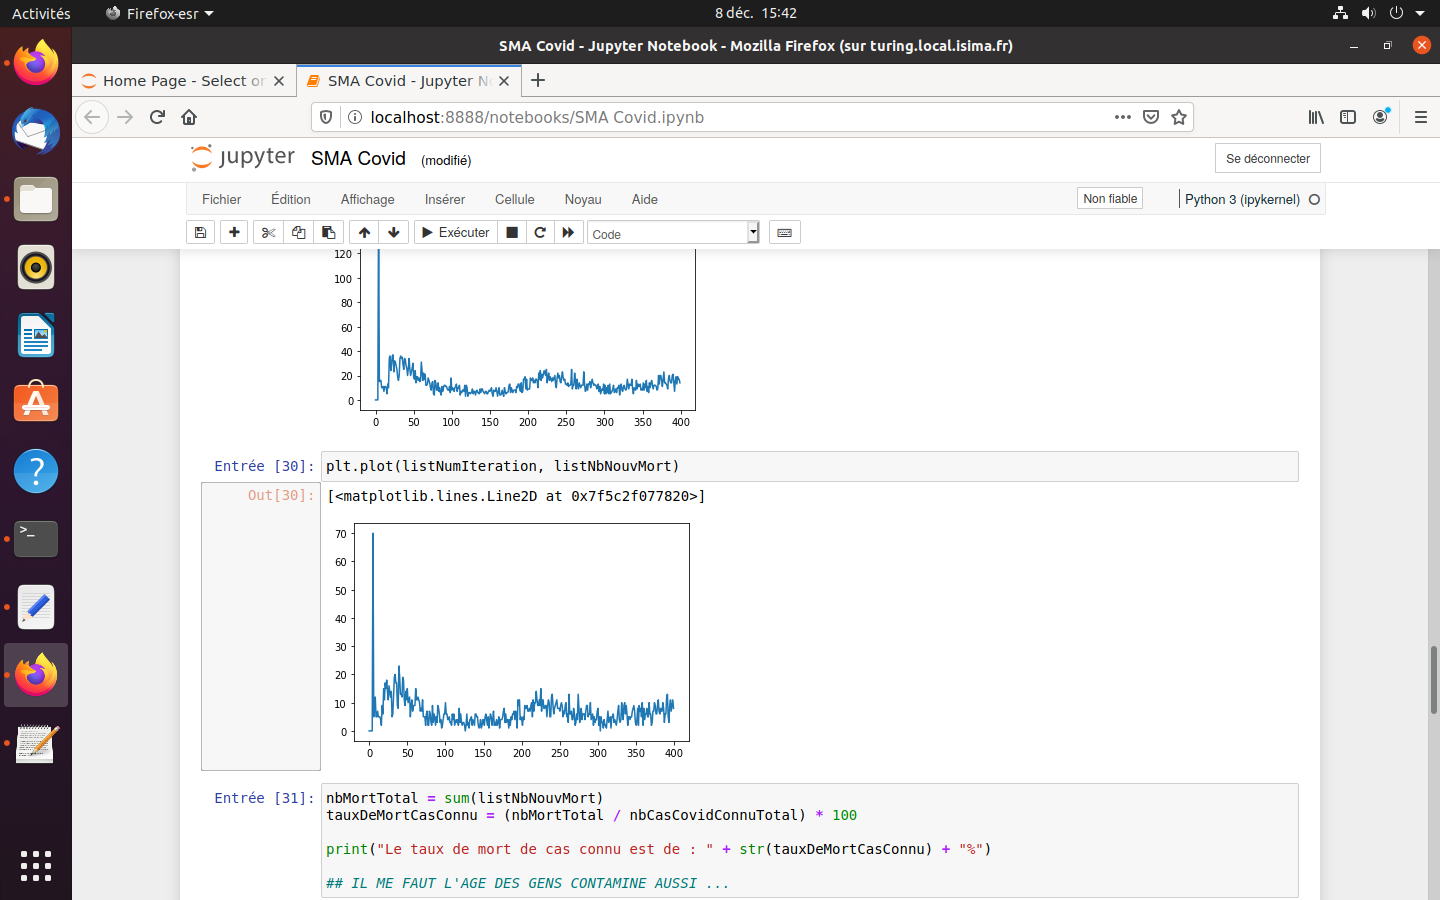 Activités
Firefox-esr
8 déc. 15:42
SMA Covid - Jupyter Notebook - Mozilla Firefox (sur turing.local.isima.fr)
Home Page - Select or
SMA Covid - Jupyter No
localhost:8888/notebooks/SMA Covid.ipynb
jupyter SMA Covid (modifié)
Se déconnecter
Fichier Édition Affichage Insérer Cellule Noyau Aide
Non fiable
Python 3 (ipykernel)
Exécuter
Code
120
100
80
60
40
20
0
0 50 100 150 200 250 300 350 400
Entrée [30]: plt.plot(listNumIteration, listNbNouvMort)
Out[30]: [<matplotlib.lines.Line2D at 0x7f5c2f077820>]
70
60
50
40
30
20
10
0
0 50 100 150 200 250 300 350 400
Entrée [31]: nbMortTotal = sum(listNbNouvMort)
tauxDeMortCasConnu = (nbMortTotal / nbCasCovidConnuTotal) * 100
print("Le taux de mort de cas connu est de : " + str(tauxDeMortCasConnu) + "%")
## IL ME FAUT L'AGE DES GENS CONTAMINE AUSSI ...